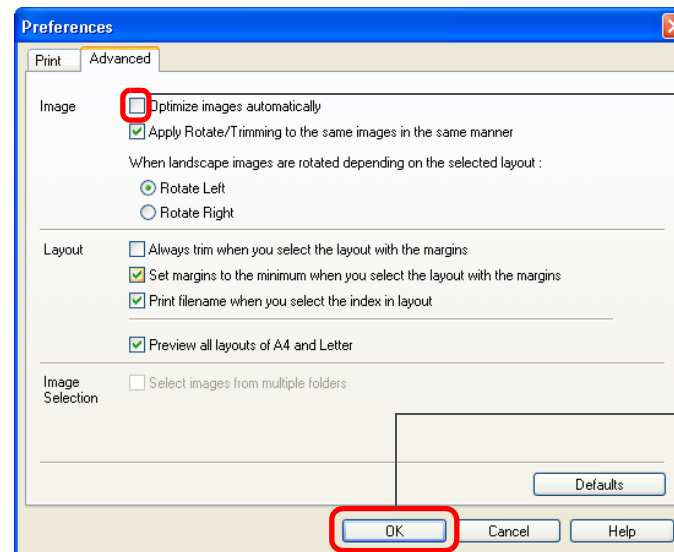 Preferences
Print Advanced
Image Optimize images automatically
Apply Rotate/Trimming to the same images in the same manner
When landscape images are rotated depending on the selected layout :
Rotate Left
Rotate Right
Layout Always trim when you select the layout with the margins
Set margins to the minimum when you select the layout with the margins
Print filename when you select the index in layout
Preview all layouts of A4 and Letter
Image Select images from multiple folders
Selection
Defaults
OK Cancel Help